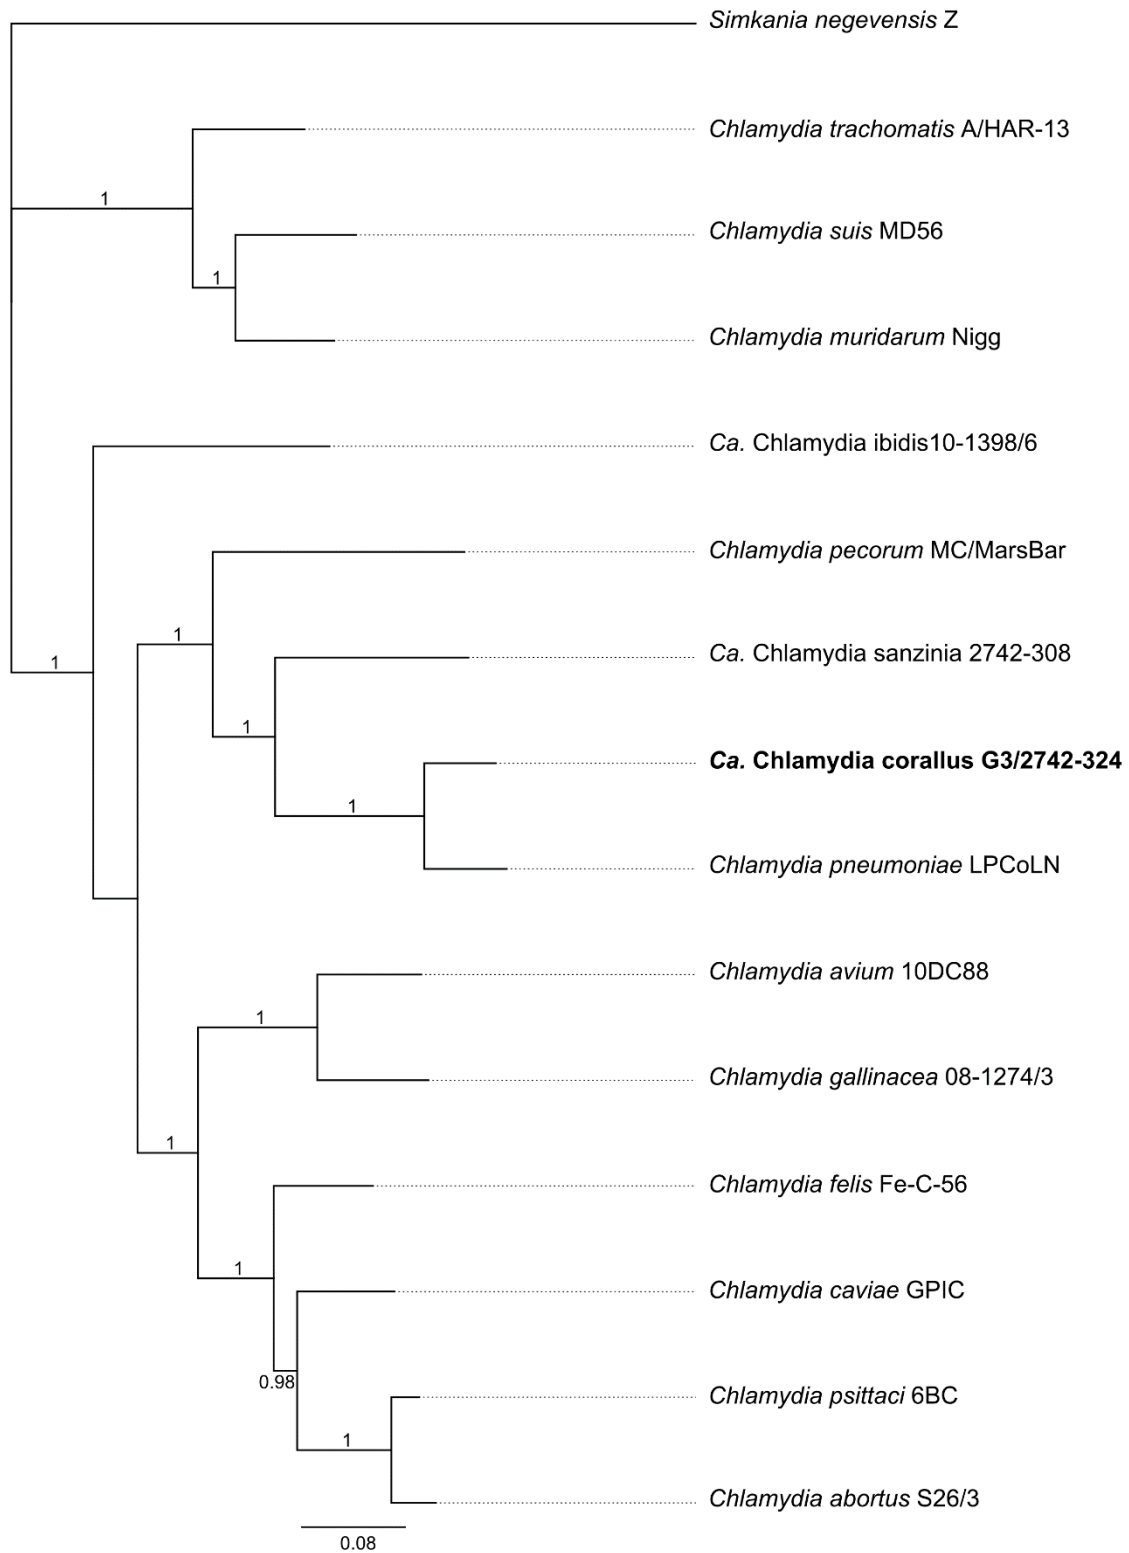 Simkania negevensis Z
Chlamydia trachomatis A/HAR-13
1
Chlamydia suis MD56
1
Chlamydia muridarum Nigg
Ca. Chlamydia ibidis10-1398/6
Chlamydia pecorum MC/MarsBar
1
Ca. Chlamydia sanzinia 2742-308
1
1
Ca. Chlamydia corallus G3/2742-324
1
Chlamydia pneumoniae LPCoLN
Chlamydia avium 10DC88
1
Chlamydia gallinacea 08-1274/3
1
Chlamydia felis Fe-C-56
1
Chlamydia caviae GPIC
0.98
Chlamydia psittaci 6BC
1
Chlamydia abortus S26/3
0.08